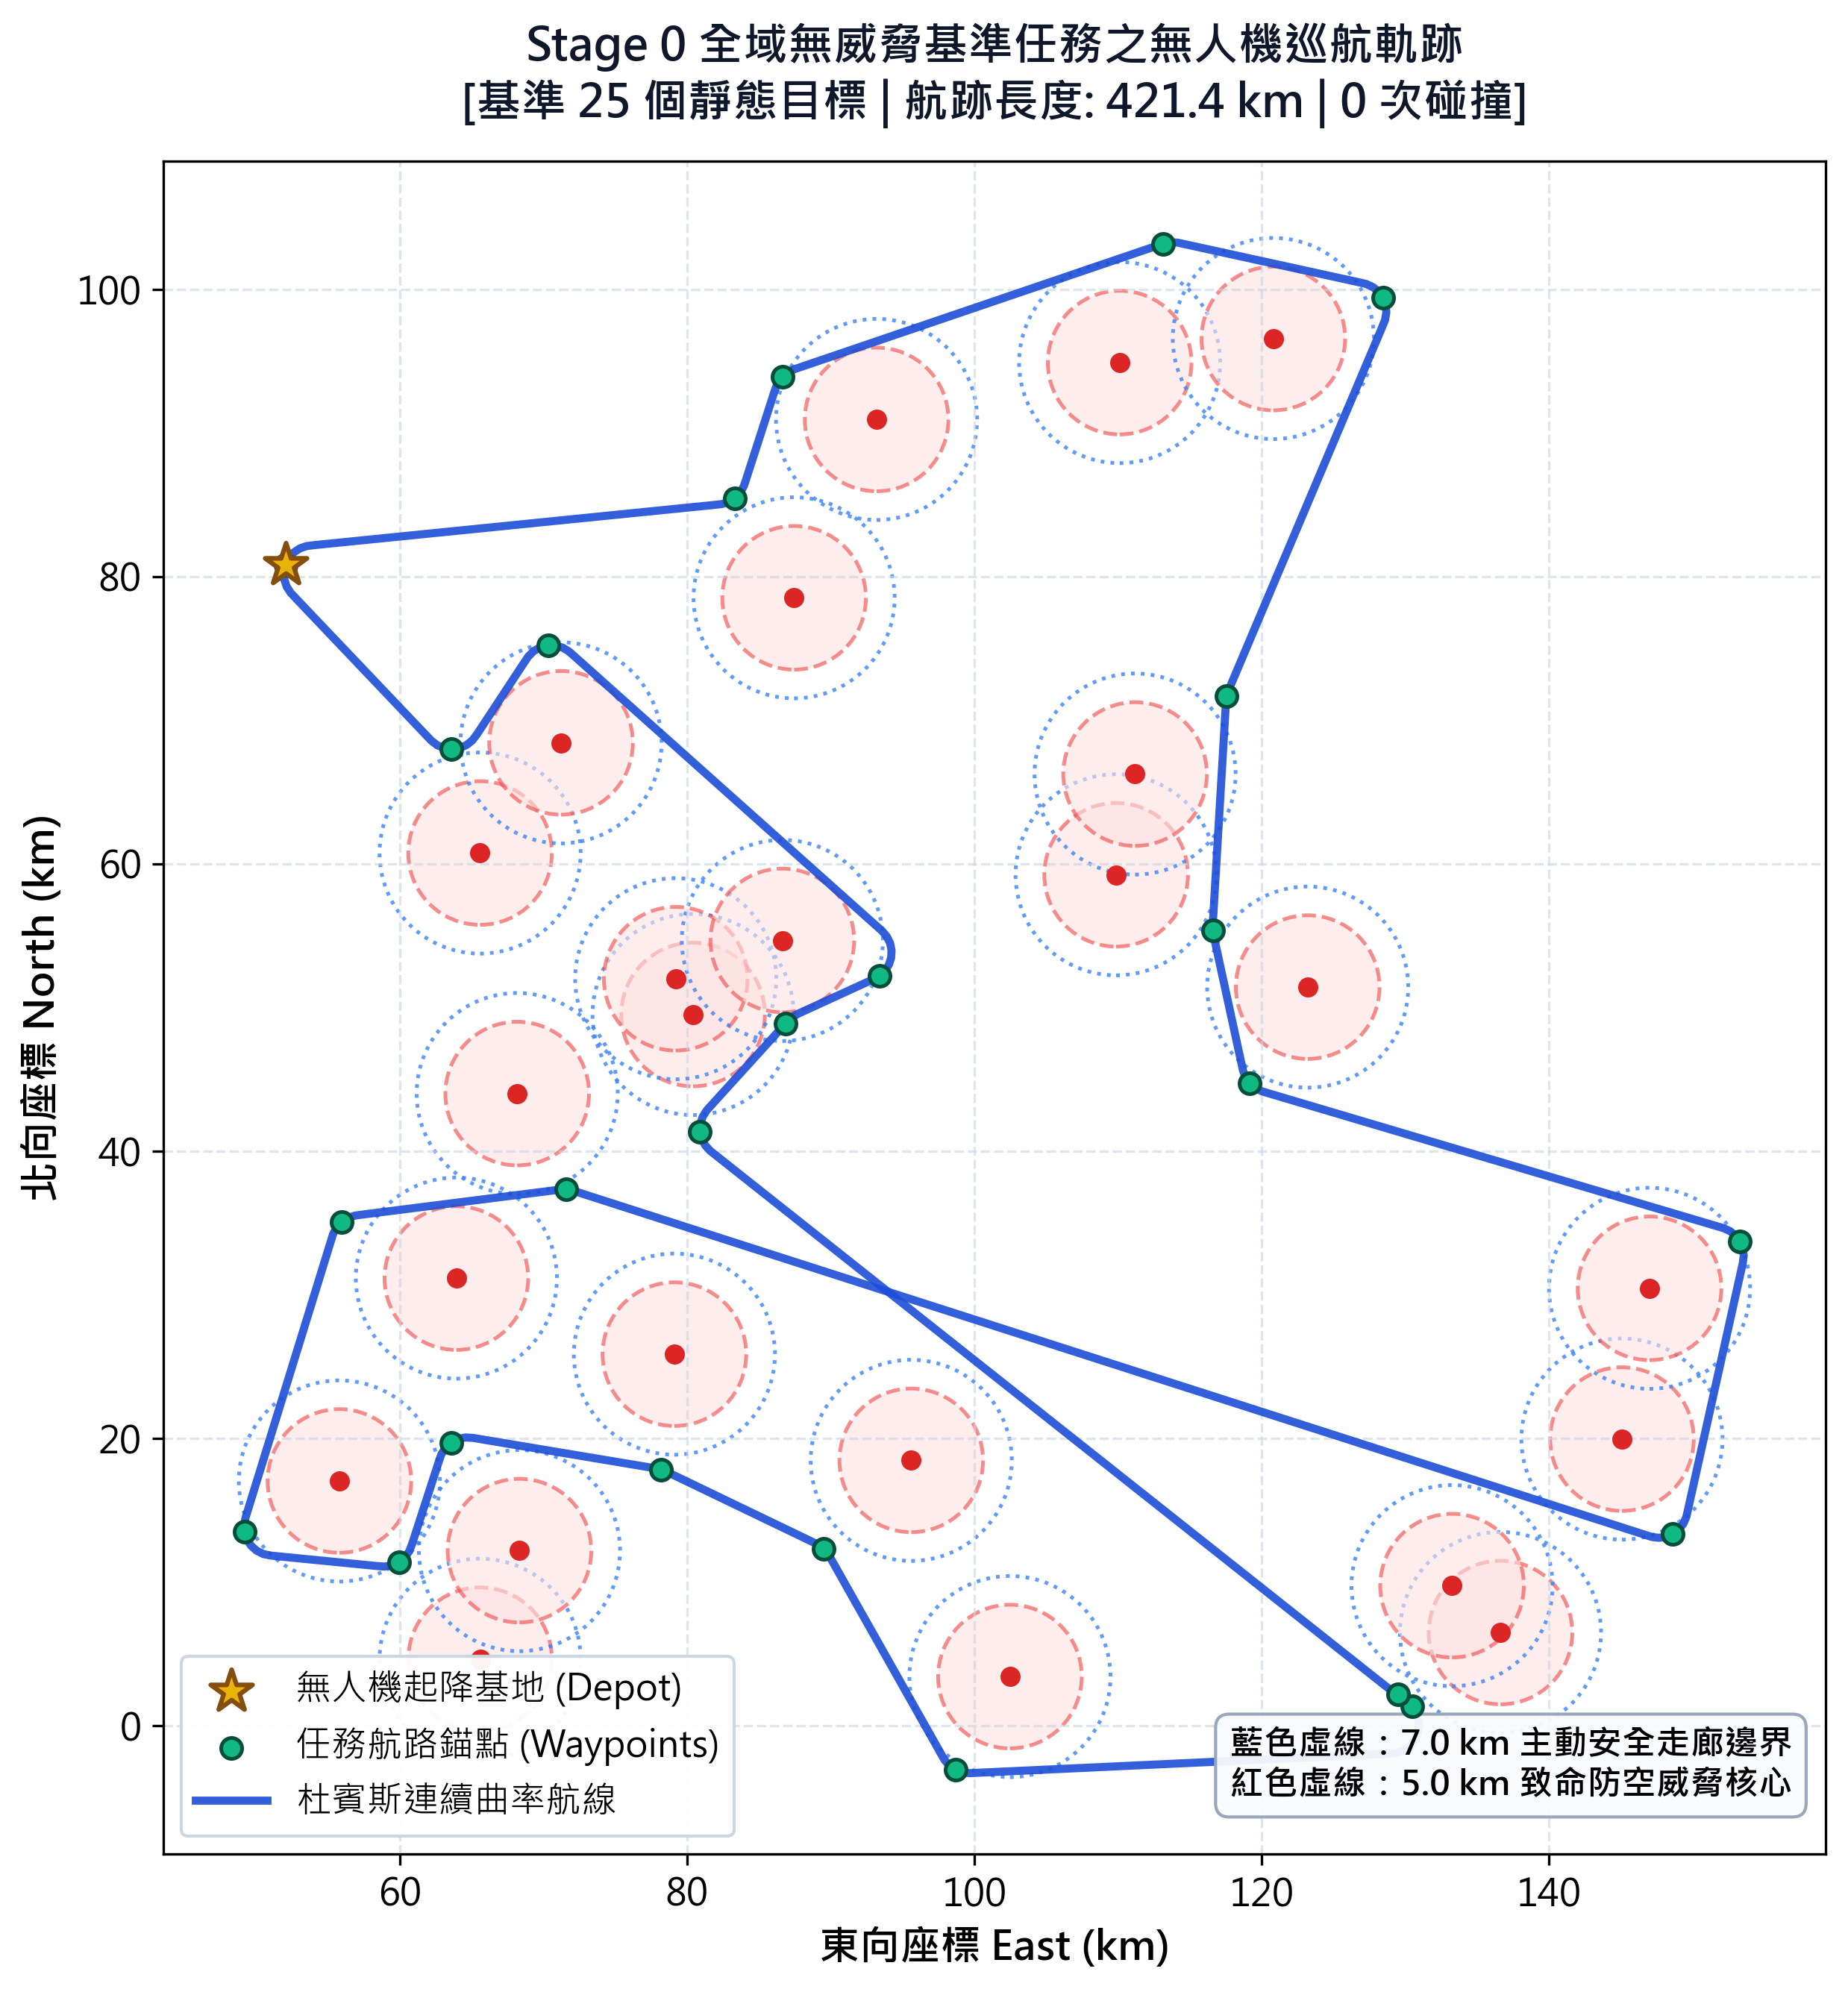 Stage 0 全域無威脅基準任務之無人機巡航軌跡
[基準 25 個靜態目標 | 航跡長度: 421.4 km | 0 次碰撞]
100
80
60
40
20
0
北向座標 North (km)
無人機起降基地 (Depot)
任務航路錨點 (Waypoints)
杜賓斯連續曲率航線
藍色虛線：7.0 km 主動安全走廊邊界
紅色虛線：5.0 km 致命防空威脅核心
60
80
100
120
140
東向座標 East (km)